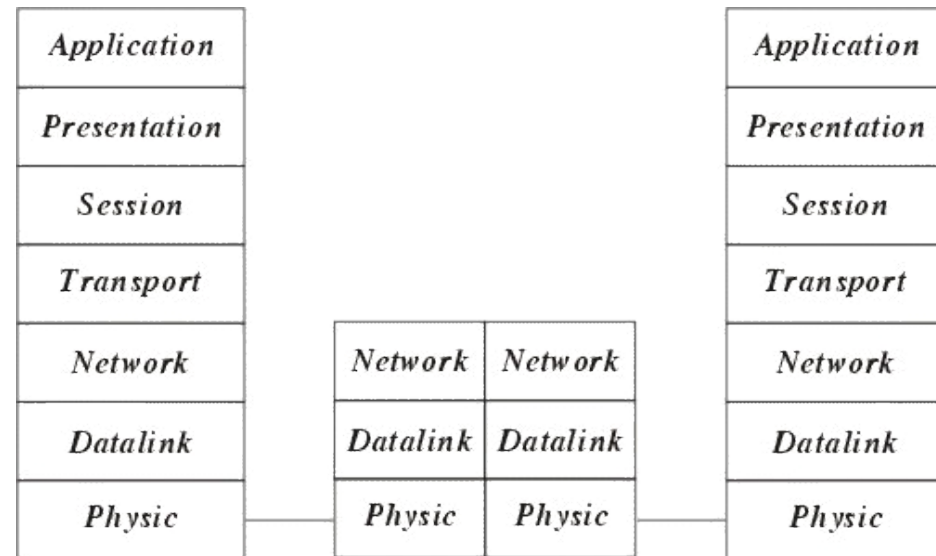 Application Application
Presentation Presentation
Session Session
Transport Transport
Network Network Network Network
Datalink Datalink Datalink Datalink
Physic Physic Physic Physic